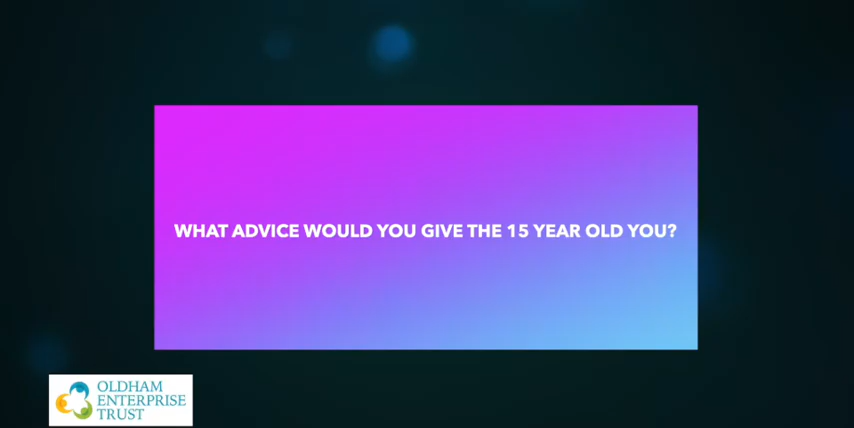 WHAT ADVICE WOULD YOU GIVE THE 15 YEAR OLD YOU?
OLDHAM
ENTERPRISE
TRUST